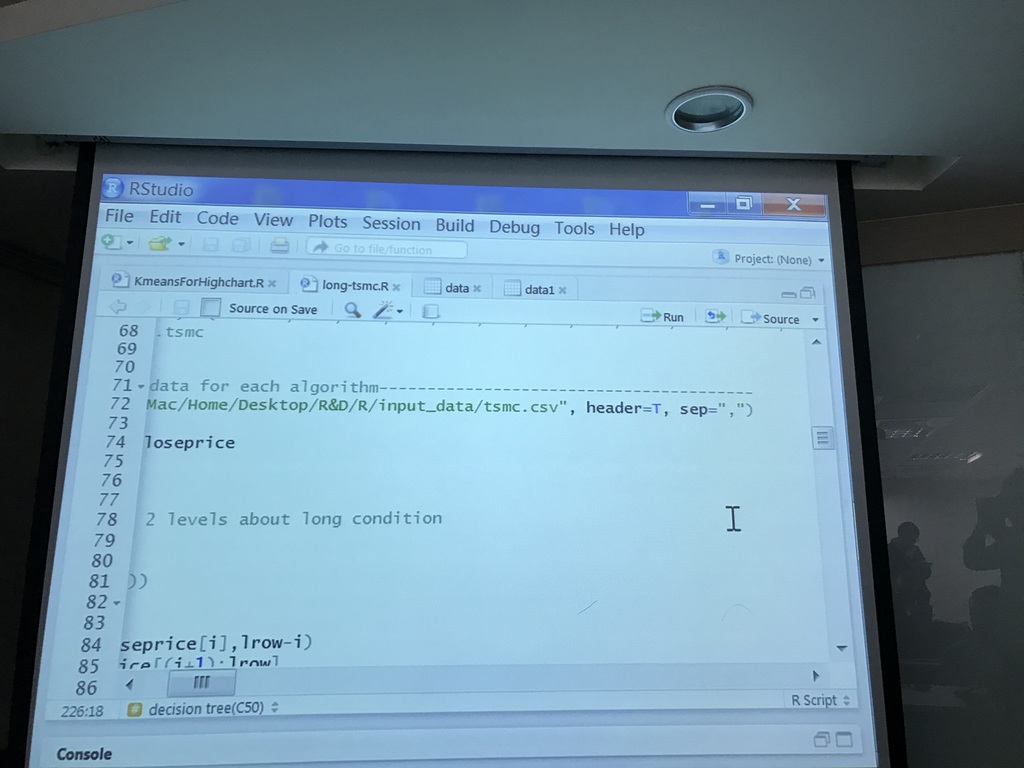 RStudio
File Edit Code View Plots Session Build Debug Tools Help
Go to file/function
Project: (None)
KmeansForHighchart.R long-tsmc.R data data1
Source on Save Run Source
68 .tsmc
69
70
71 data for each algorithm---------------------------------------
72 Mac/Home/Desktop/R&D/R/input_data/tsmc.csv", header=T, sep=",")
73
74 loseprice
75
76
77
78 2 levels about long condition
79
80
81 ))
82
83
84 seprice[i],lrow-i)
85 ice[(i+1):lrow]
86
226:18 decision tree(C50) R Script
Console